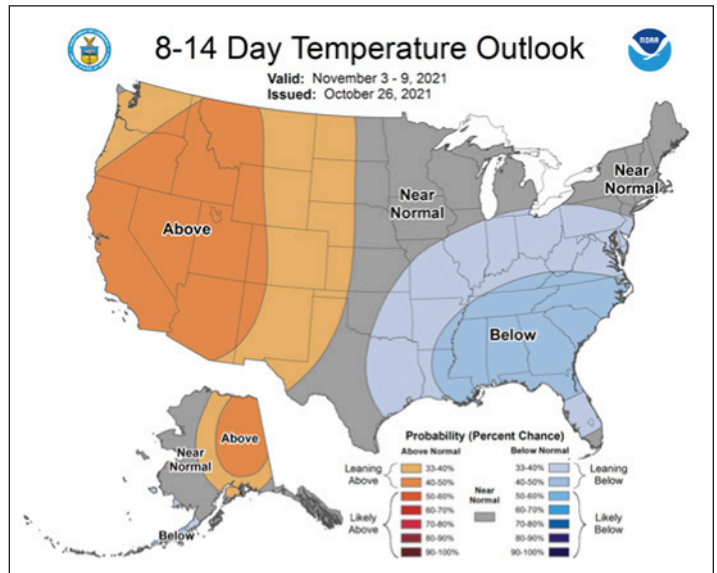 8-14 Day Temperature Outlook
NOAA
Valid: November 3 - 9, 2021
Issued: October 26, 2021
Above
Near
Normal
Near
Normal
Below
Above
Near
Normal
Below
Probability (Percent Chance)
Above Normal
Below Normal
Leaning
Above
33-40%
40-50%
50-60%
60-70%
70-80%
80-90%
90-100%
Likely
Above
Near
Normal
33-40%
40-50%
50-60%
60-70%
70-80%
80-90%
90-100%
Leaning
Below
Likely
Below